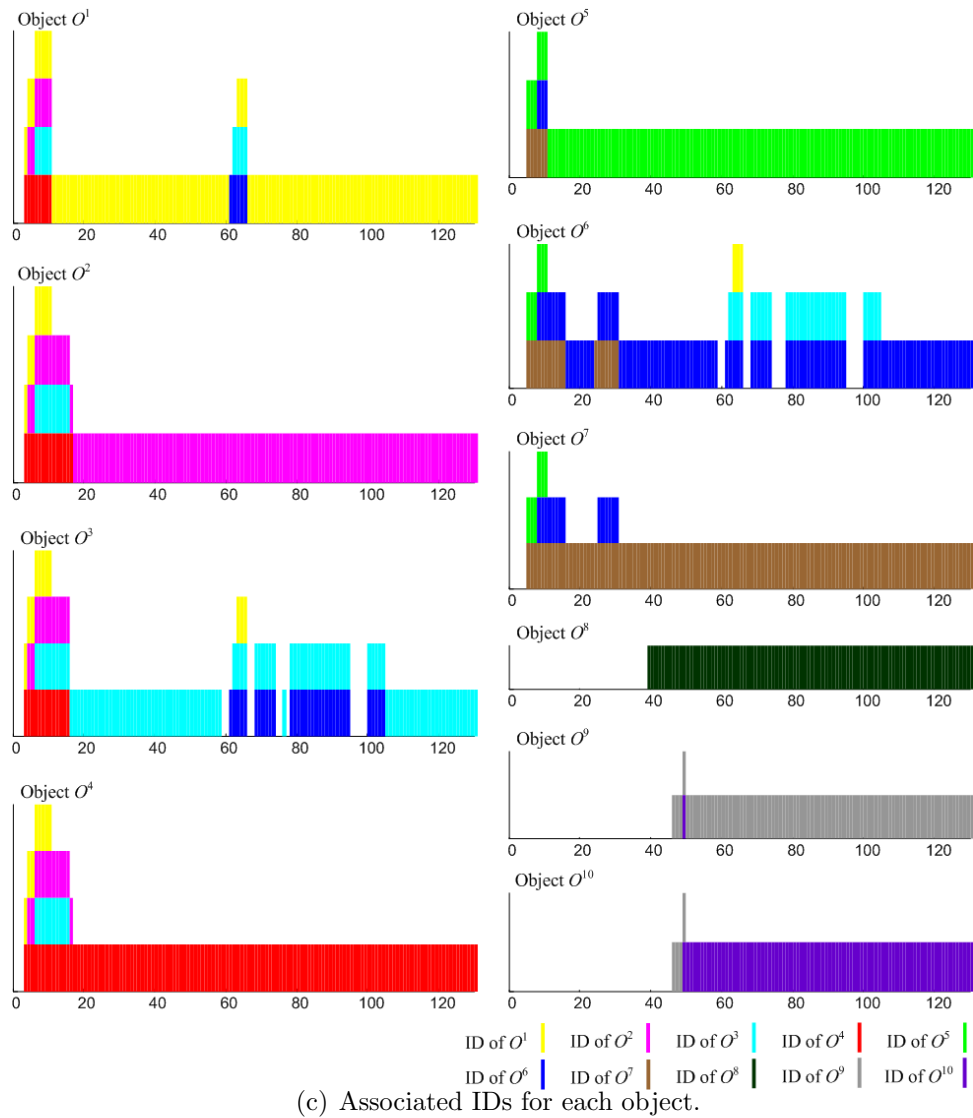 Object O¹
0 20 40 60 80 100 120
Object O²
0 20 40 60 80 100 120
Object O³
0 20 40 60 80 100 120
Object O⁴
0 20 40 60 80 100 120
Object O⁵
0 20 40 60 80 100 120
Object O⁶
0 20 40 60 80 100 120
Object O⁷
0 20 40 60 80 100 120
Object O⁸
0 20 40 60 80 100 120
Object O⁹
0 20 40 60 80 100 120
Object O¹⁰
0 20 40 60 80 100 120
ID of O¹ ID of O² ID of O³ ID of O⁴ ID of O⁵
ID of O⁶ ID of O⁷ ID of O⁸ ID of O⁹ ID of O¹⁰
(c) Associated IDs for each object.